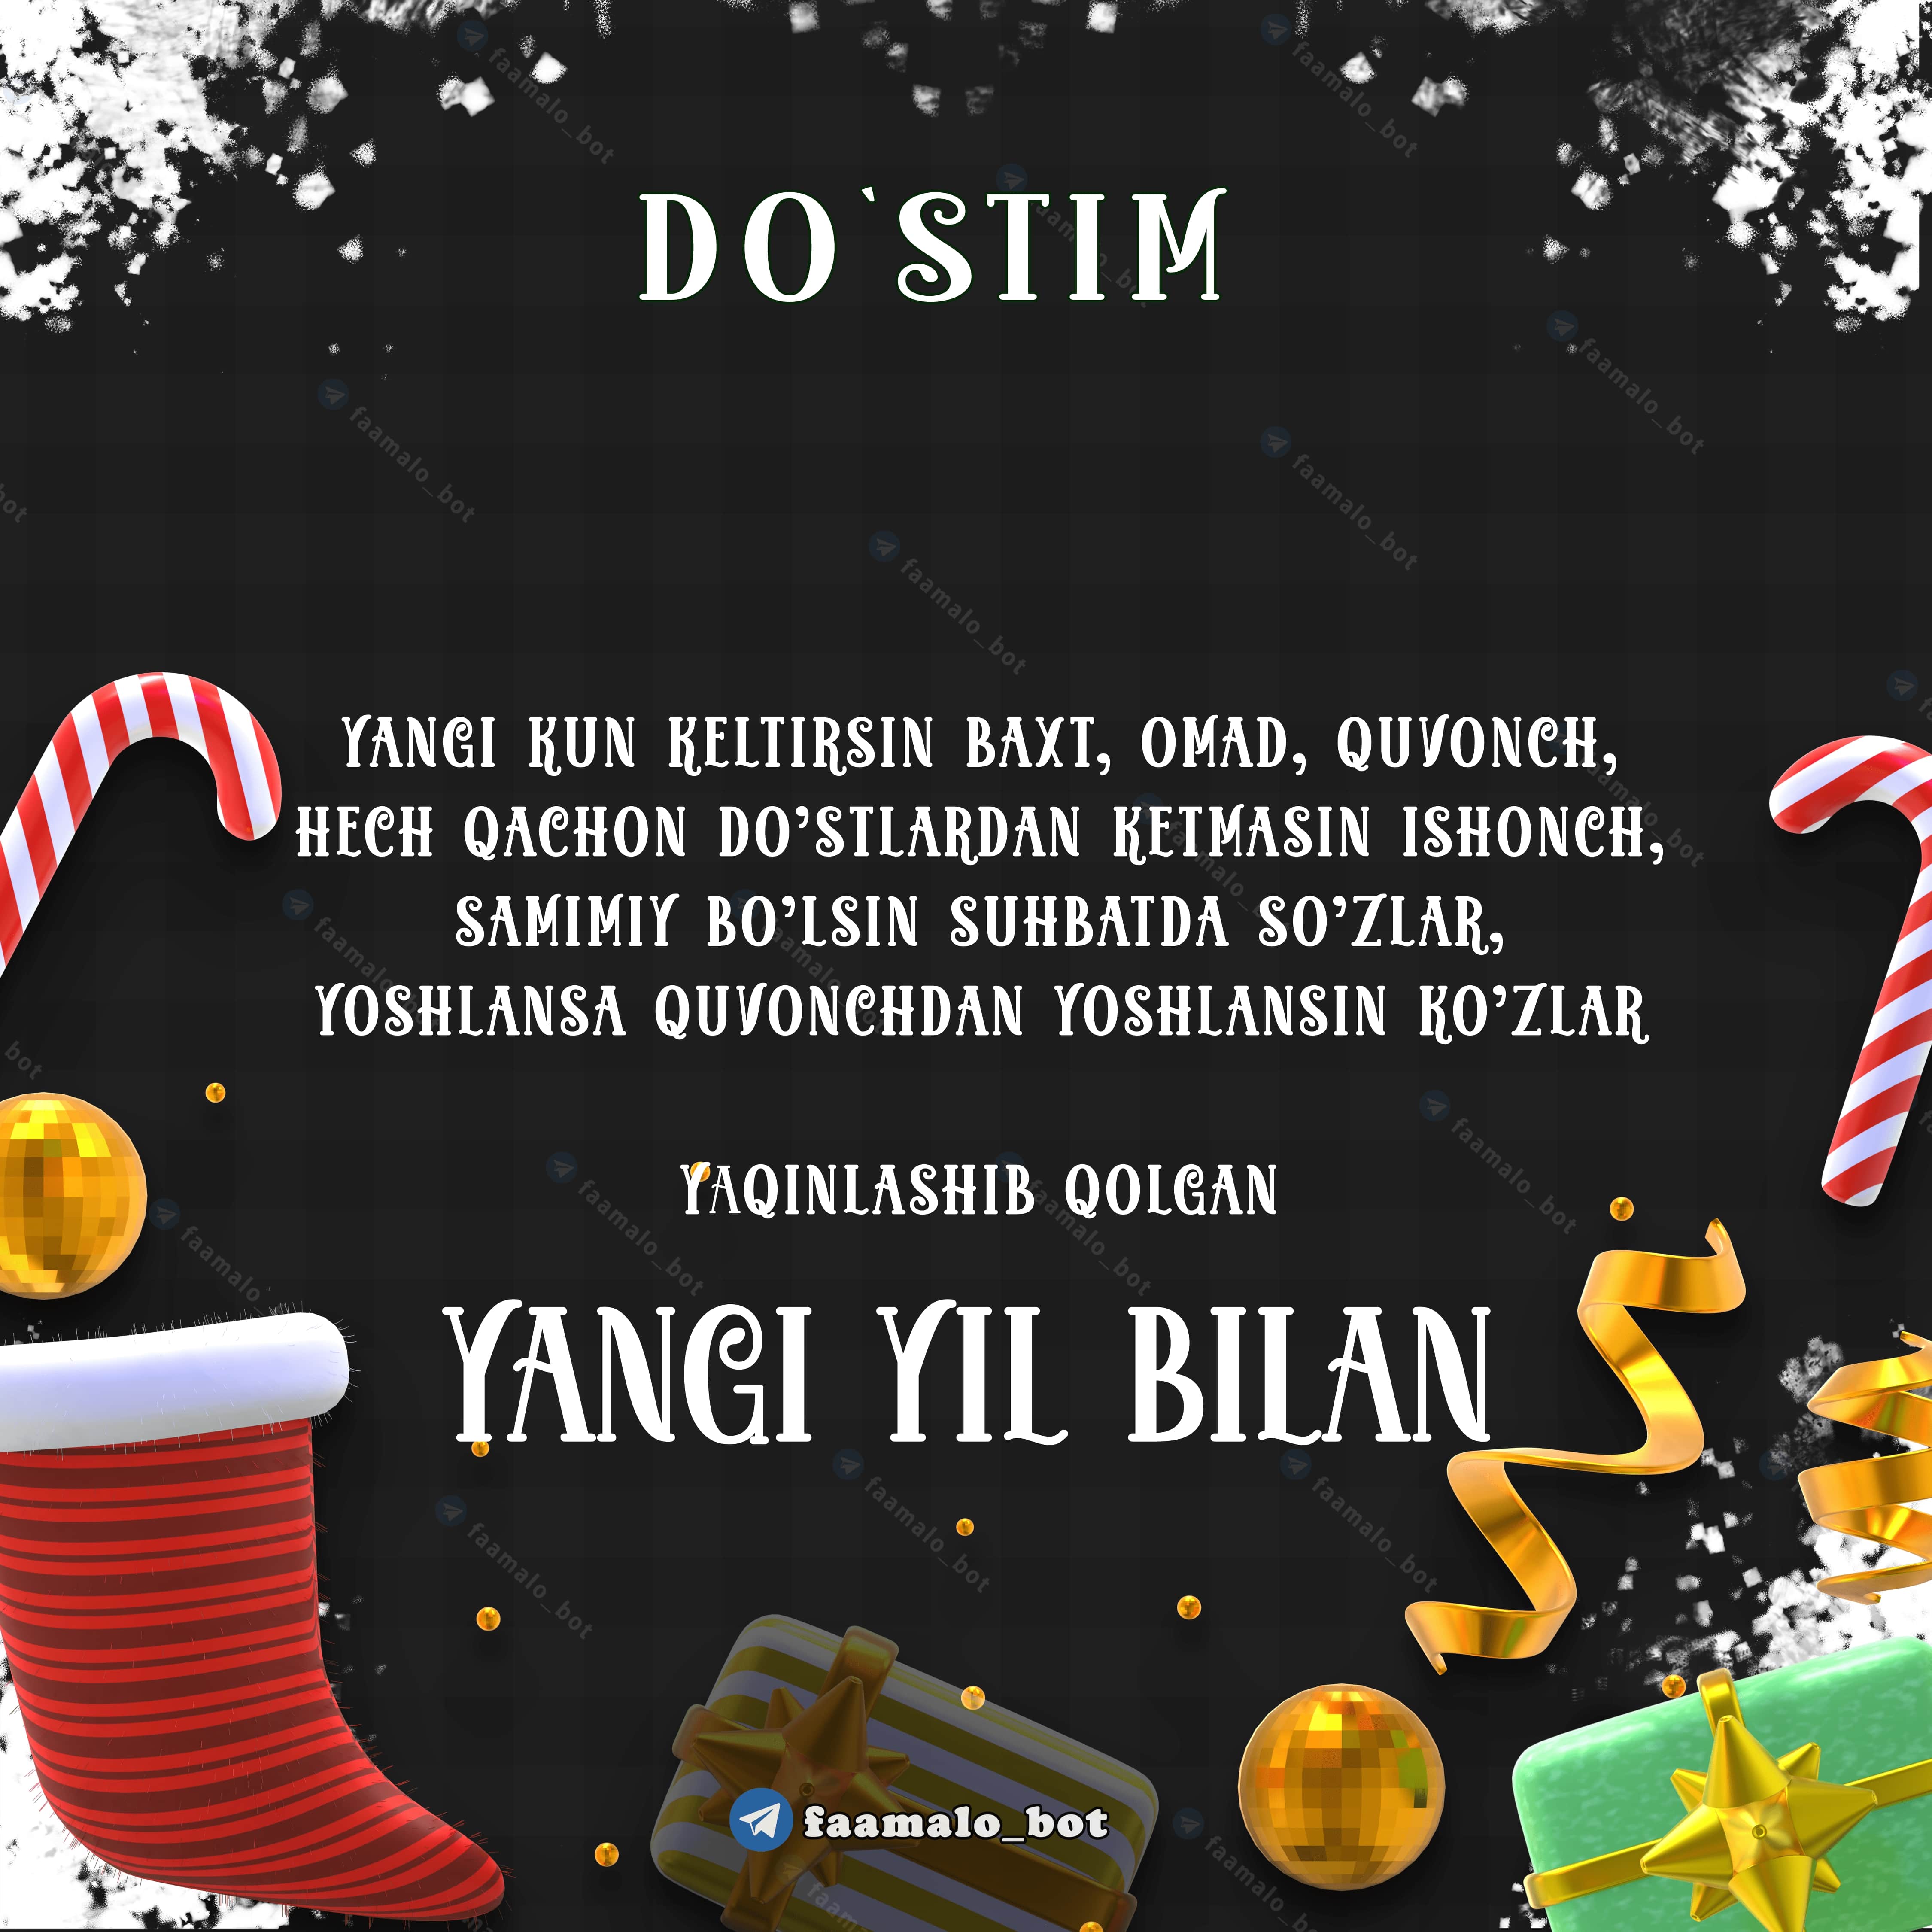 DO`STIM
YANGI KUN KELTIRSIN BAXT, OMAD, QUVONCH,
HECH QACHON DO’STLARDAN KETMASIN ISHONCH,
SAMIMIY BO’LSIN SUHBATDA SO’ZLAR,
YOSHLANSA QUVONCHDAN YOSHLANSIN KO’ZLAR
YAQINLASHIB QOLGAN
YANGI YIL BILAN
faamalo_bot